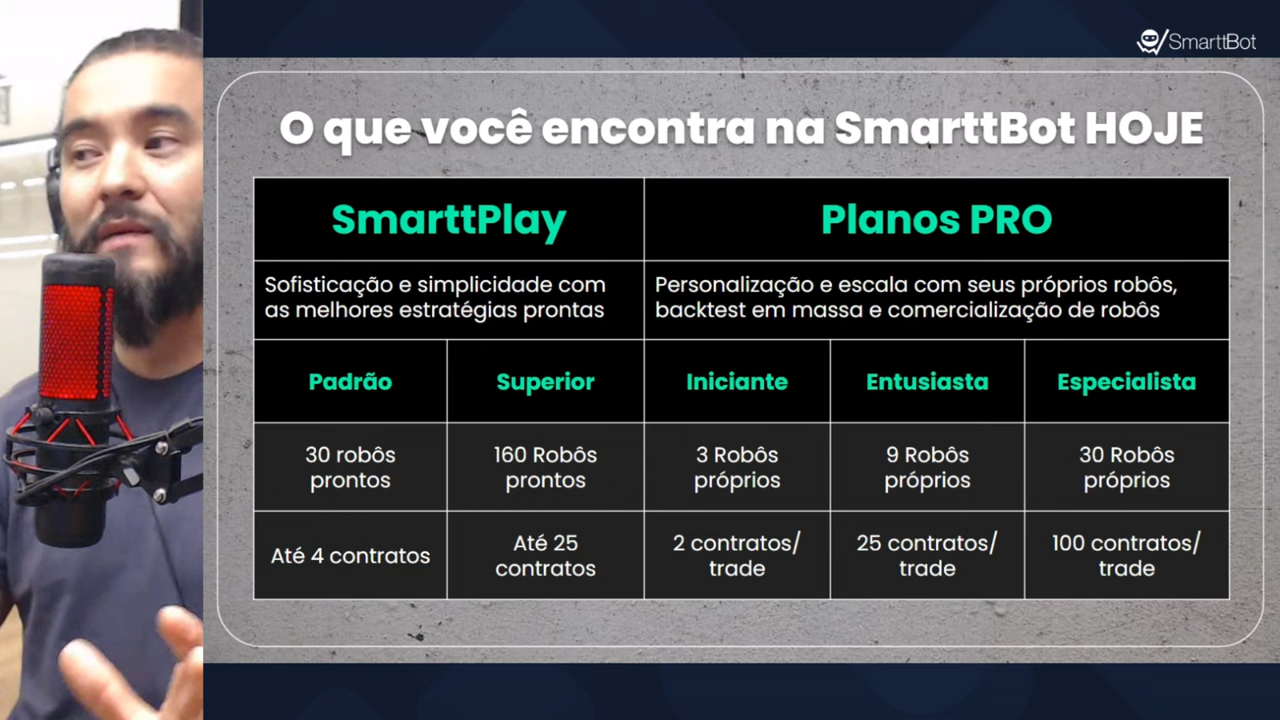 SmarttBot
O que você encontra na SmarttBot HOJE
SmarttPlay
Planos PRO
Sofisticação e simplicidade com
as melhores estratégias prontas
Personalização e escala com seus próprios robôs,
backtest em massa e comercialização de robôs
Padrão
Superior
Iniciante
Entusiasta
Especialista
30 robôs
prontos
160 Robôs
prontos
3 Robôs
próprios
9 Robôs
próprios
30 Robôs
próprios
Até 4 contratos
Até 25
contratos
2 contratos/
trade
25 contratos/
trade
100 contratos/
trade